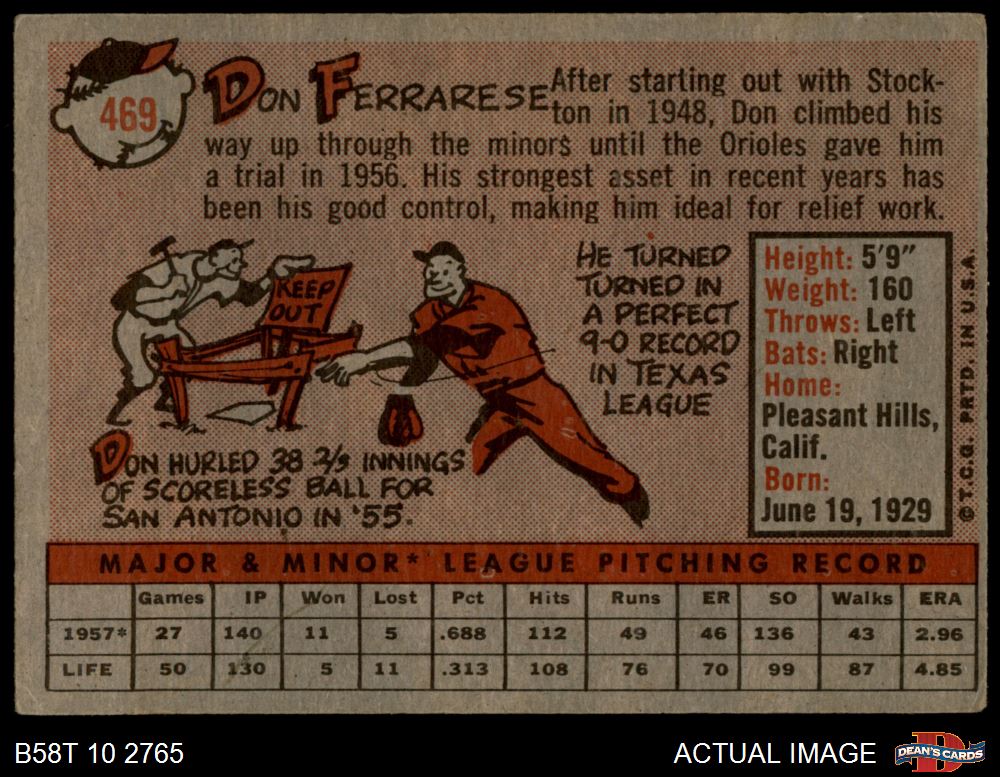 469
DON FERRARESE
After starting out with Stock-
ton in 1948, Don climbed his
way up through the minors until the Orioles gave him
a trial in 1956. His strongest asset in recent years has
been his good control, making him ideal for relief work.
KEEP
OUT
DON HURLED 38 2/3 INNINGS
OF SCORELESS BALL FOR
SAN ANTONIO IN '55.
HE TURNED
TURNED IN
A PERFECT
9-0 RECORD
IN TEXAS
LEAGUE
Height: 5'9"
Weight: 160
Throws: Left
Bats: Right
Home:
Pleasant Hills,
Calif.
Born:
June 19, 1929
© T.C.G. PRTD. IN U.S.A.
MAJOR & MINOR* LEAGUE PITCHING RECORD
Games IP Won Lost Pct Hits Runs ER SO Walks ERA
1957* 27 140 11 5 .688 112 49 46 136 43 2.96
LIFE 50 130 5 11 .313 108 76 70 99 87 4.85
B58T 10 2765
ACTUAL IMAGE
D
DEAN'S CARDS